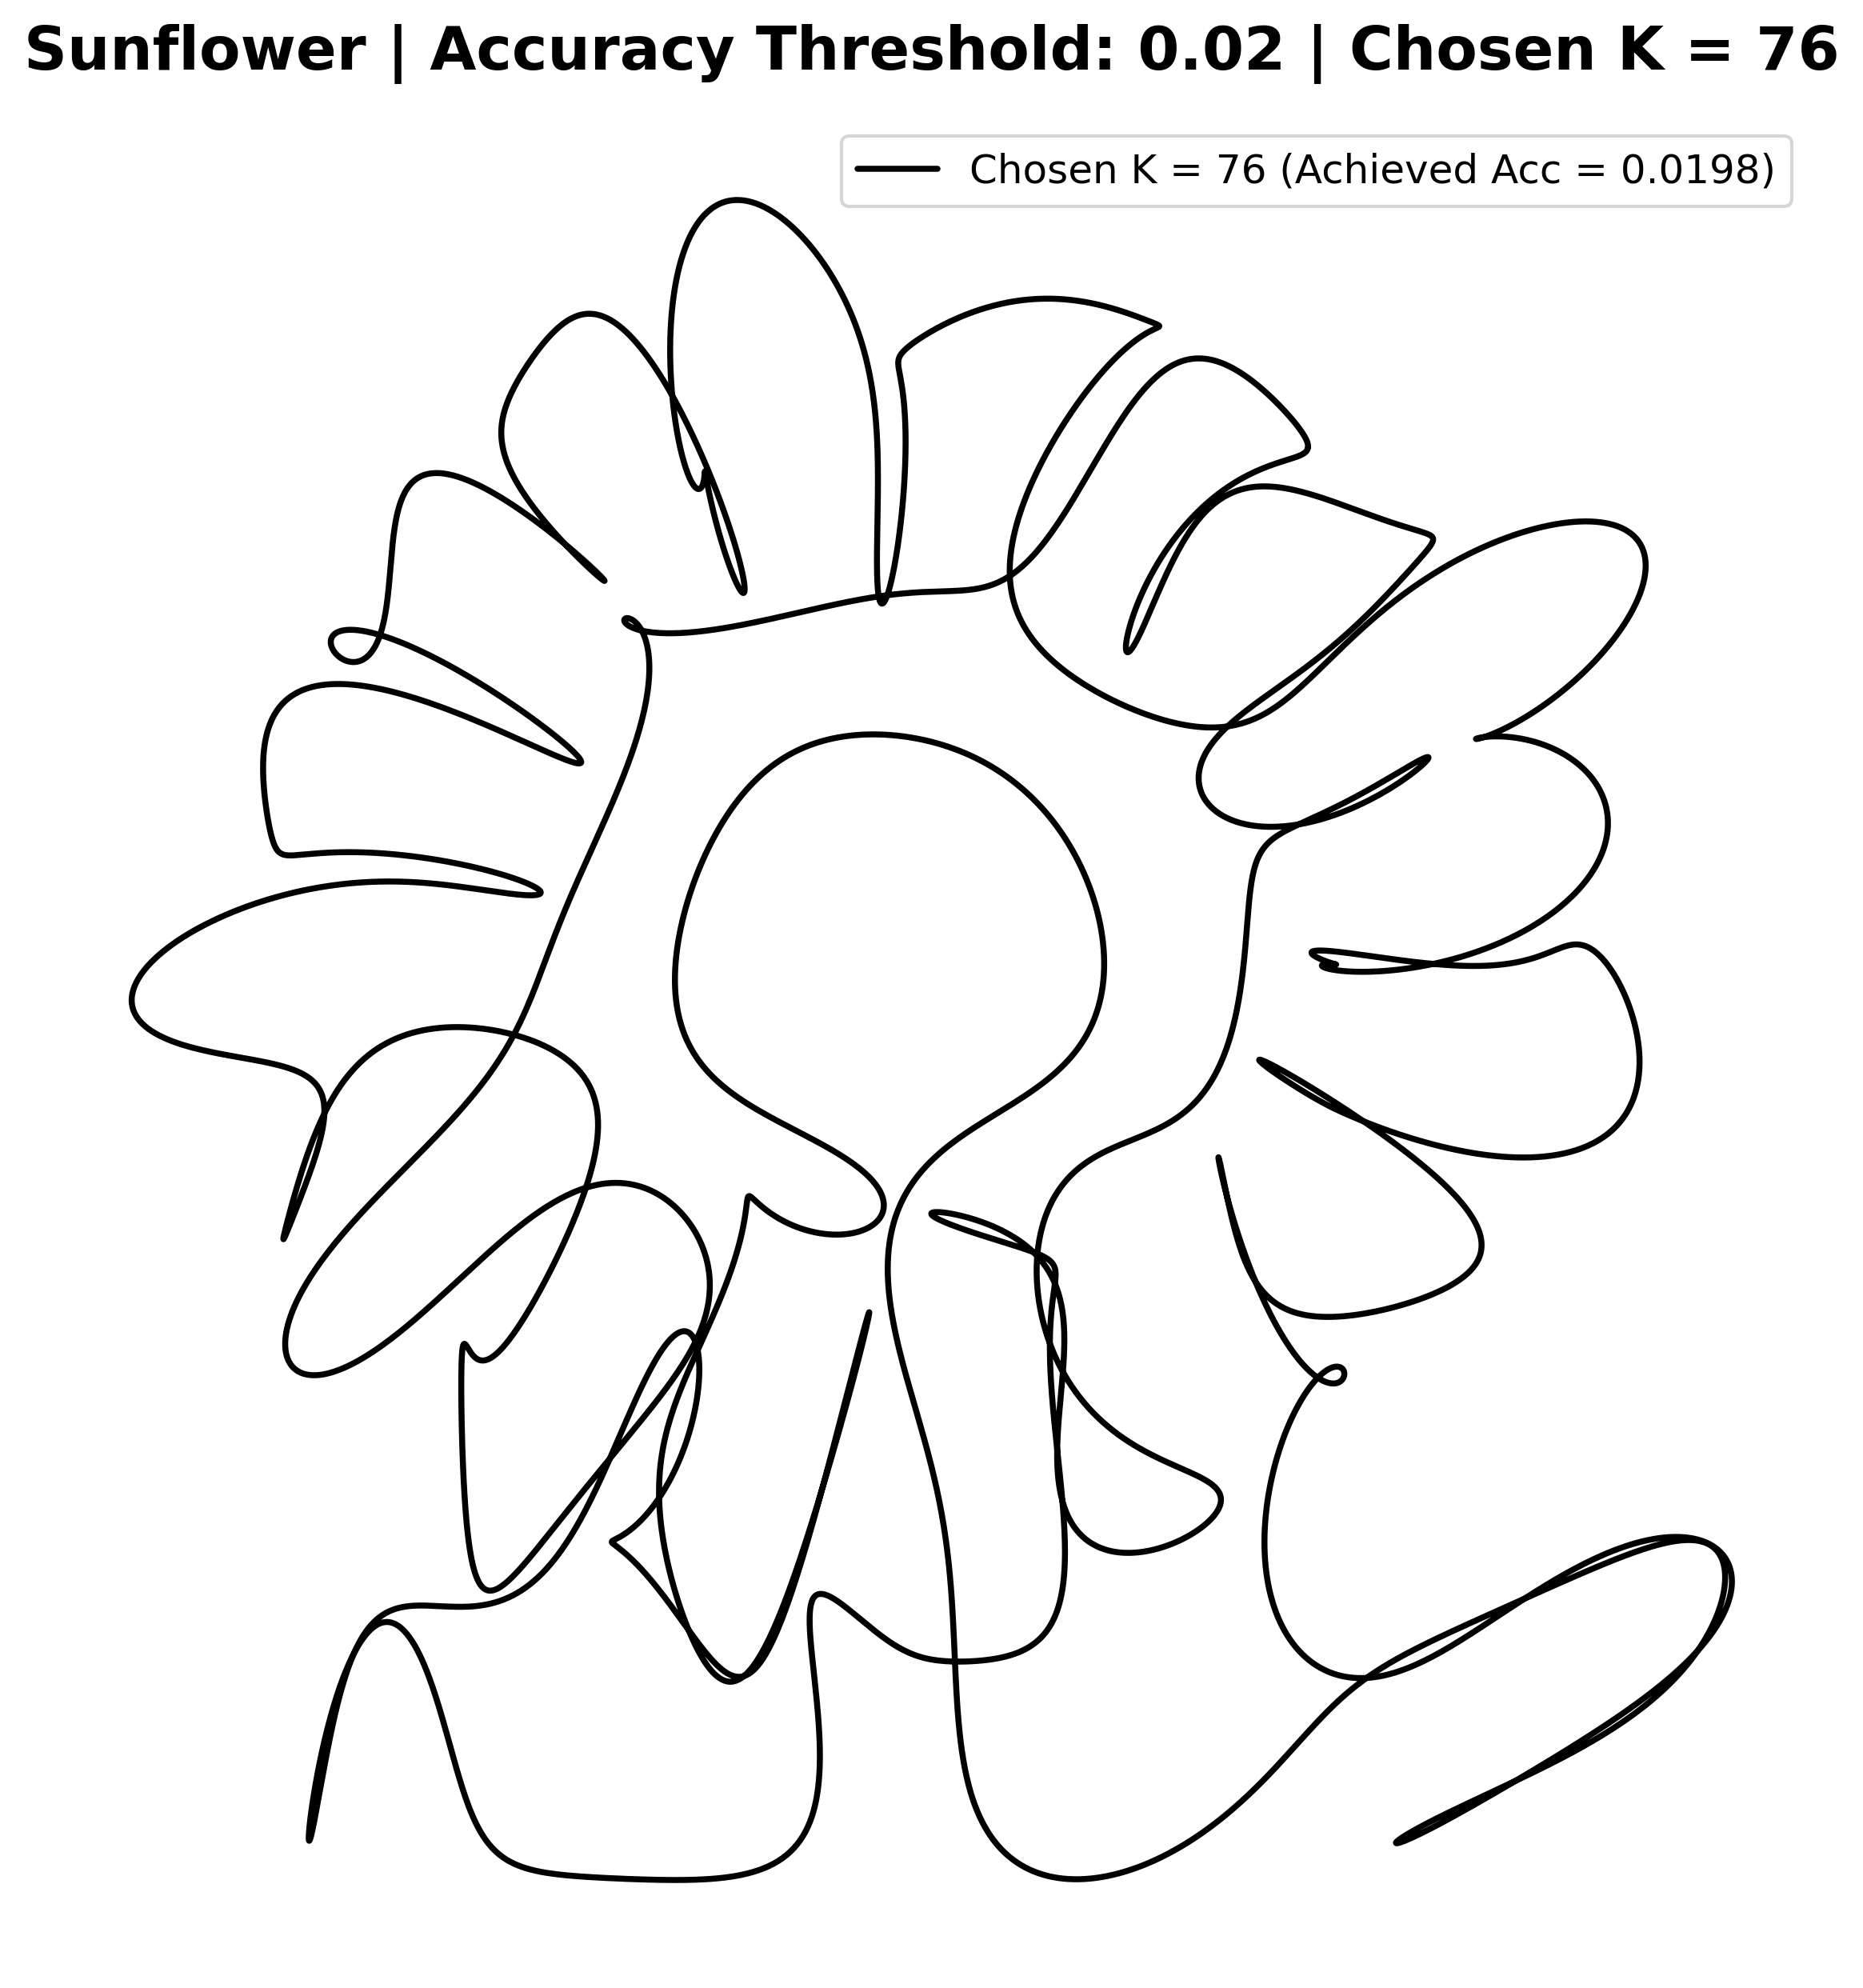 Sunflower | Accuracy Threshold: 0.02 | Chosen K = 76
Chosen K = 76 (Achieved Acc = 0.0198)